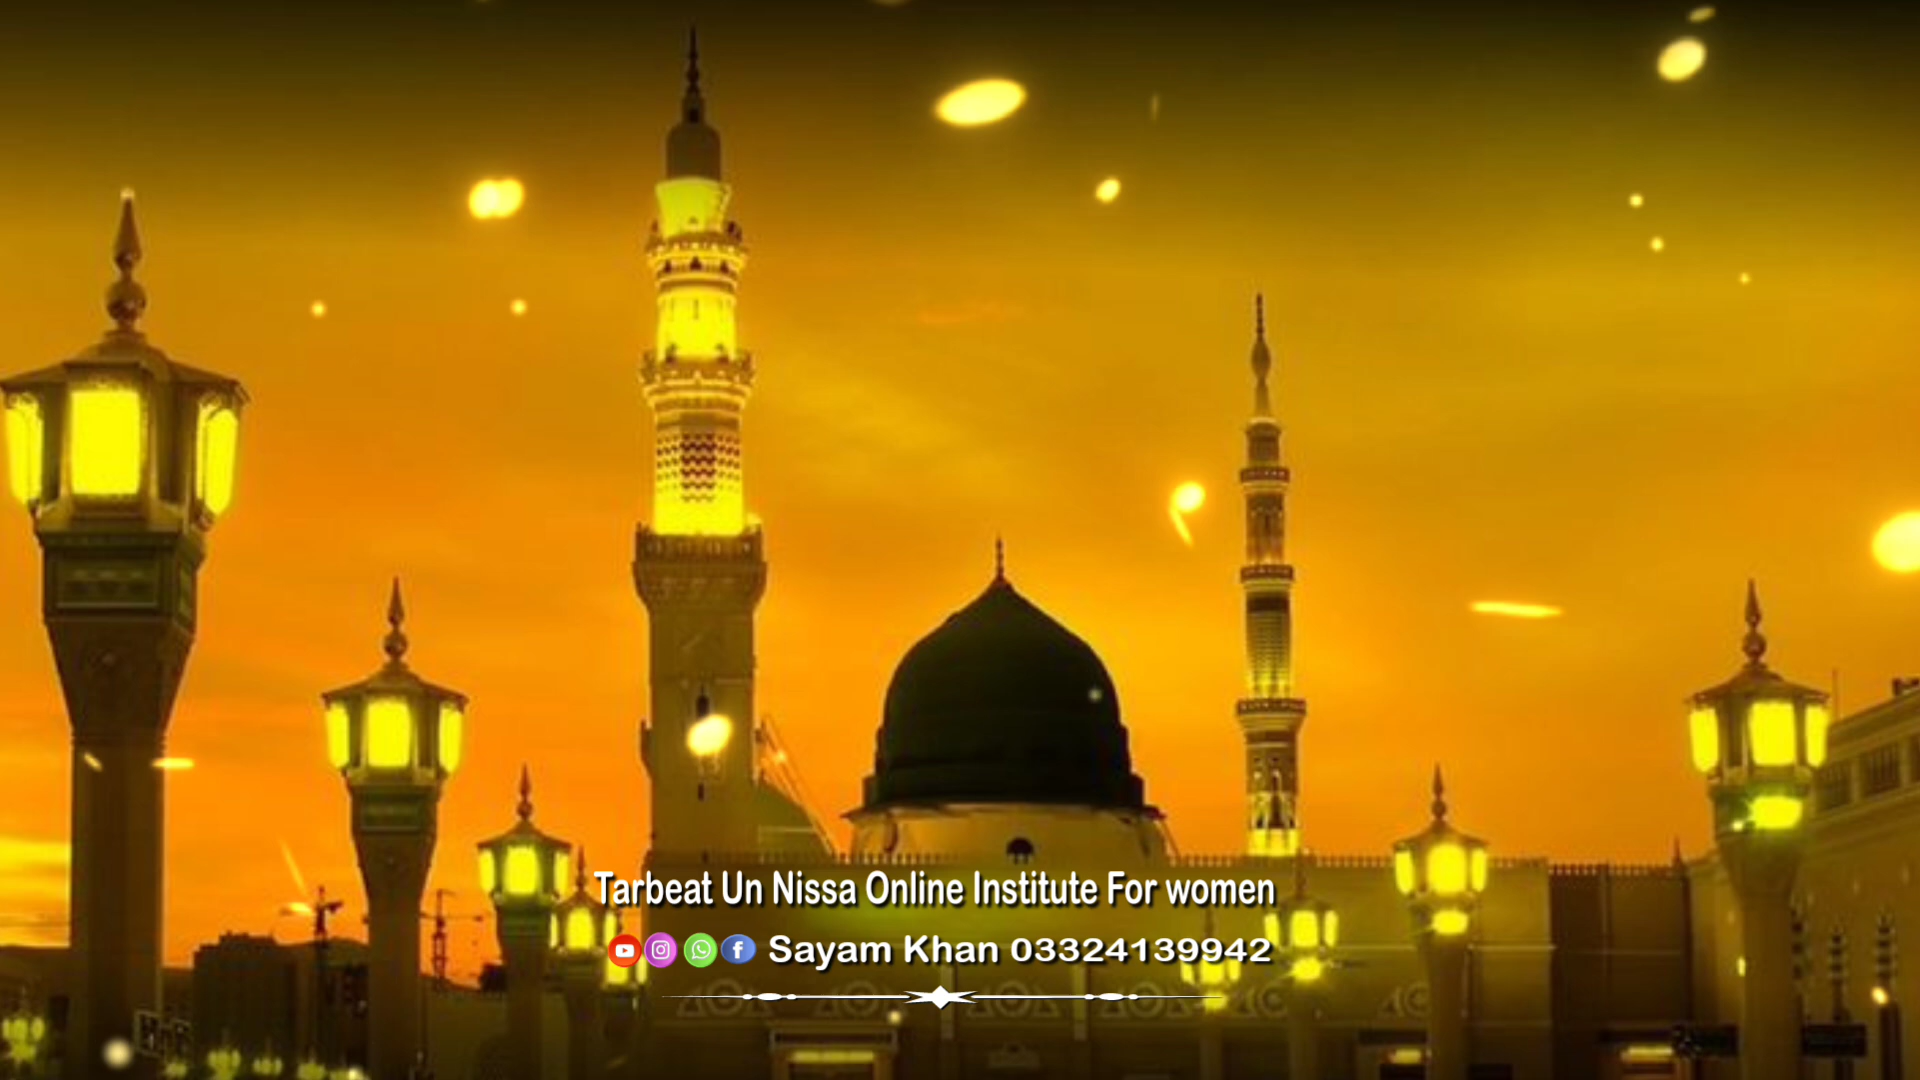 Tarbeat Un Nissa Online Institute For women
Sayam Khan 03324139942